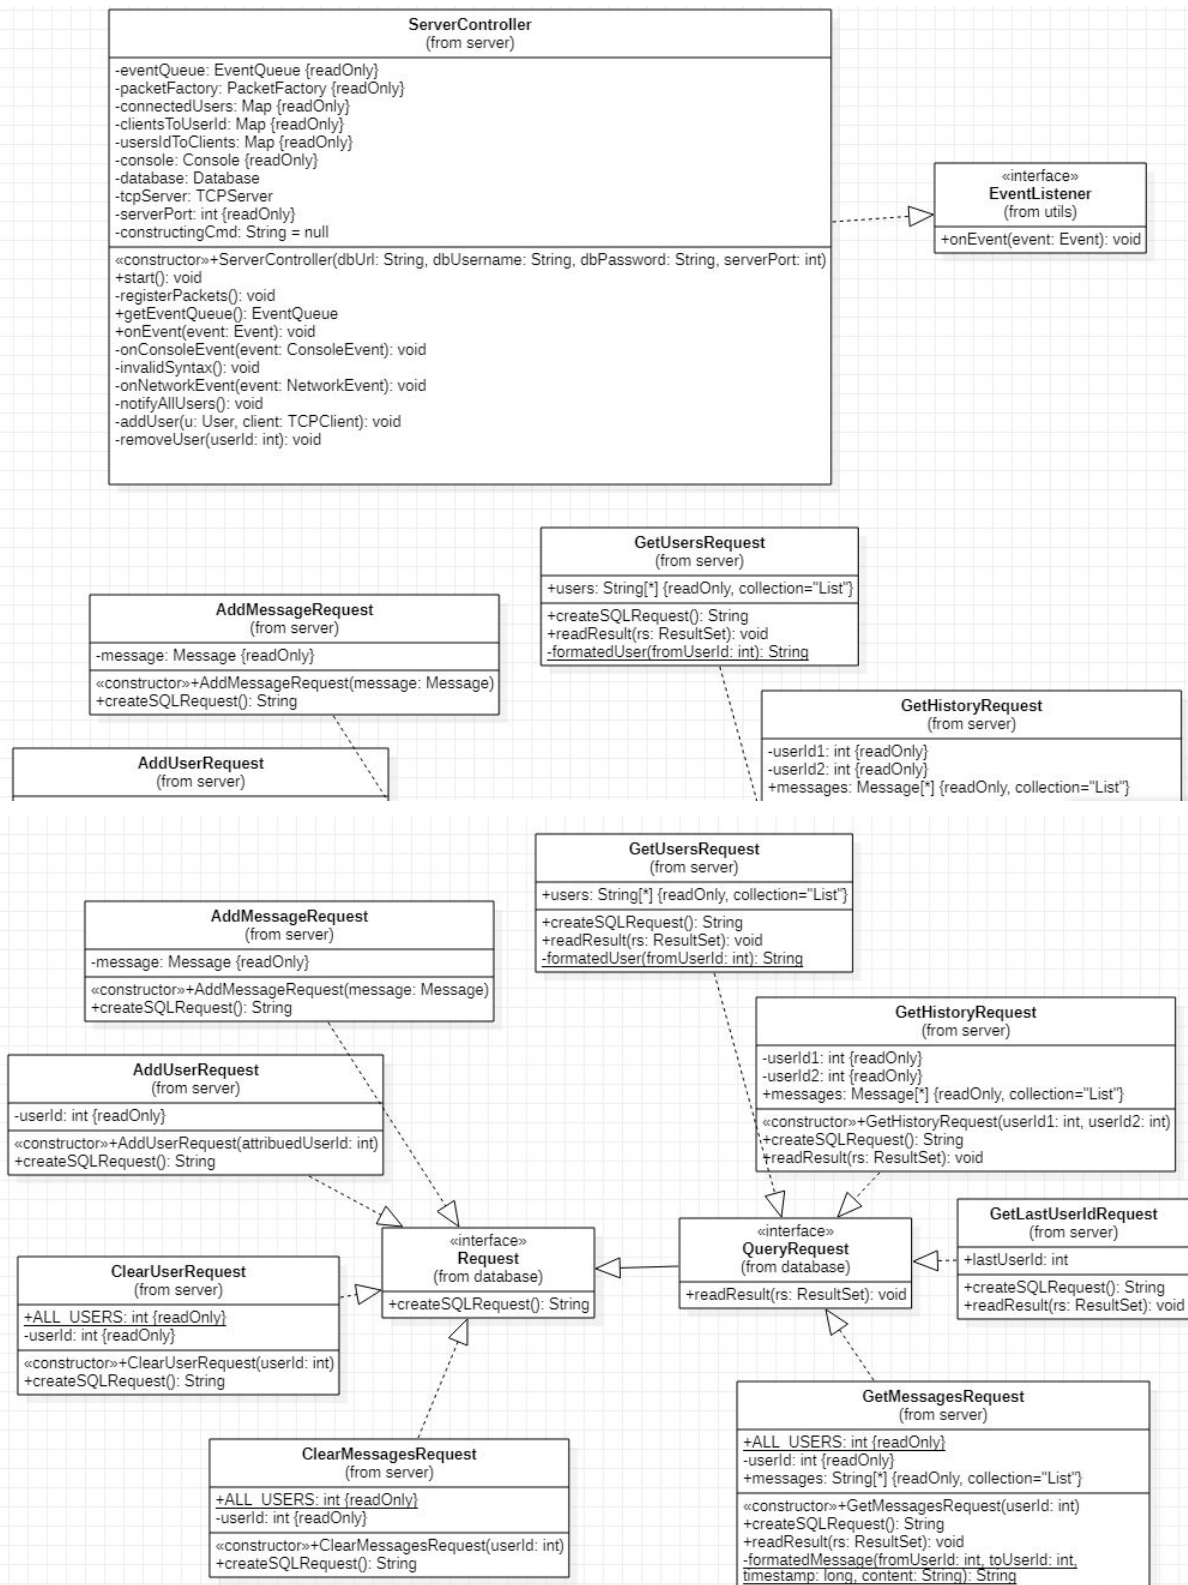 ServerController
(from server)
-eventQueue: EventQueue {readOnly}
-packetFactory: PacketFactory {readOnly}
-connectedUsers: Map {readOnly}
-clientsToUserId: Map {readOnly}
-usersIdToClients: Map {readOnly}
-console: Console {readOnly}
-database: Database
-tcpServer: TCPServer
-serverPort: int {readOnly}
-constructingCmd: String = null
«constructor»+ServerController(dbUrl: String, dbUsername: String, dbPassword: String, serverPort: int)
+start(): void
-registerPackets(): void
+getEventQueue(): EventQueue
+onEvent(event: Event): void
-onConsoleEvent(event: ConsoleEvent): void
-invalidSyntax(): void
-onNetworkEvent(event: NetworkEvent): void
-notifyAllUsers(): void
-addUser(u: User, client: TCPClient): void
-removeUser(userId: int): void
«interface»
EventListener
(from utils)
+onEvent(event: Event): void
GetUsersRequest
(from server)
+users: String[*] {readOnly, collection="List"}
+createSQLRequest(): String
+readResult(rs: ResultSet): void
-formatedUser(fromUserId: int): String
AddMessageRequest
(from server)
-message: Message {readOnly}
«constructor»+AddMessageRequest(message: Message)
+createSQLRequest(): String
GetHistoryRequest
(from server)
-userId1: int {readOnly}
-userId2: int {readOnly}
+messages: Message[*] {readOnly, collection="List"}
AddUserRequest
(from server)
GetUsersRequest
(from server)
+users: String[*] {readOnly, collection="List"}
+createSQLRequest(): String
+readResult(rs: ResultSet): void
-formatedUser(fromUserId: int): String
AddMessageRequest
(from server)
-message: Message {readOnly}
«constructor»+AddMessageRequest(message: Message)
+createSQLRequest(): String
GetHistoryRequest
(from server)
-userId1: int {readOnly}
-userId2: int {readOnly}
+messages: Message[*] {readOnly, collection="List"}
«constructor»+GetHistoryRequest(userId1: int, userId2: int)
+createSQLRequest(): String
+readResult(rs: ResultSet): void
AddUserRequest
(from server)
-userId: int {readOnly}
«constructor»+AddUserRequest(attribuedUserId: int)
+createSQLRequest(): String
«interface»
Request
(from database)
+createSQLRequest(): String
«interface»
QueryRequest
(from database)
+readResult(rs: ResultSet): void
GetLastUserIdRequest
(from server)
+lastUserId: int
+createSQLRequest(): String
+readResult(rs: ResultSet): void
ClearUserRequest
(from server)
+ALL_USERS: int {readOnly}
-userId: int {readOnly}
«constructor»+ClearUserRequest(userId: int)
+createSQLRequest(): String
ClearMessagesRequest
(from server)
+ALL_USERS: int {readOnly}
-userId: int {readOnly}
«constructor»+ClearMessagesRequest(userId: int)
+createSQLRequest(): String
GetMessagesRequest
(from server)
+ALL_USERS: int {readOnly}
-userId: int {readOnly}
+messages: String[*] {readOnly, collection="List"}
«constructor»+GetMessagesRequest(userId: int)
+createSQLRequest(): String
+readResult(rs: ResultSet): void
-formatedMessage(fromUserId: int, toUserId: int,
timestamp: long, content: String): String